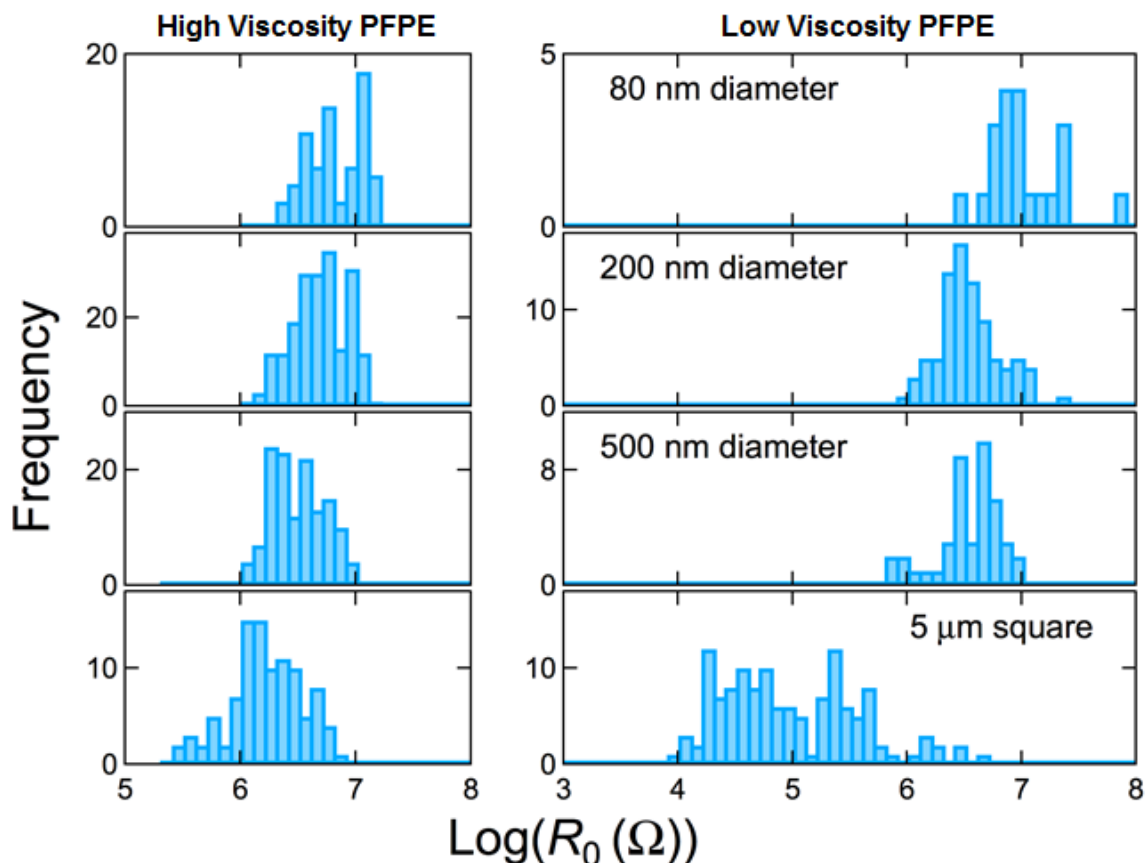 High Viscosity PFPE
Low Viscosity PFPE
20
0
5
0
80 nm diameter
20
0
10
0
200 nm diameter
20
0
8
0
500 nm diameter
10
0
10
0
5 μm square
5 6 7 8
3 4 5 6 7 8
Frequency
Log(R0 (Ω))